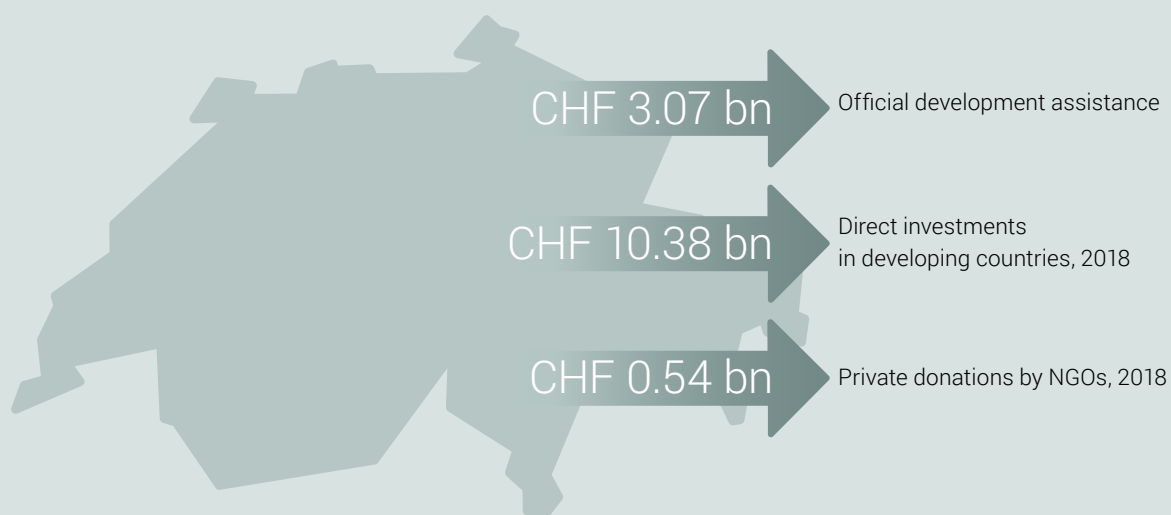 CHF 3.07 bn
Official development assistance
CHF 10.38 bn
Direct investments
in developing countries, 2018
CHF 0.54 bn
Private donations by NGOs, 2018